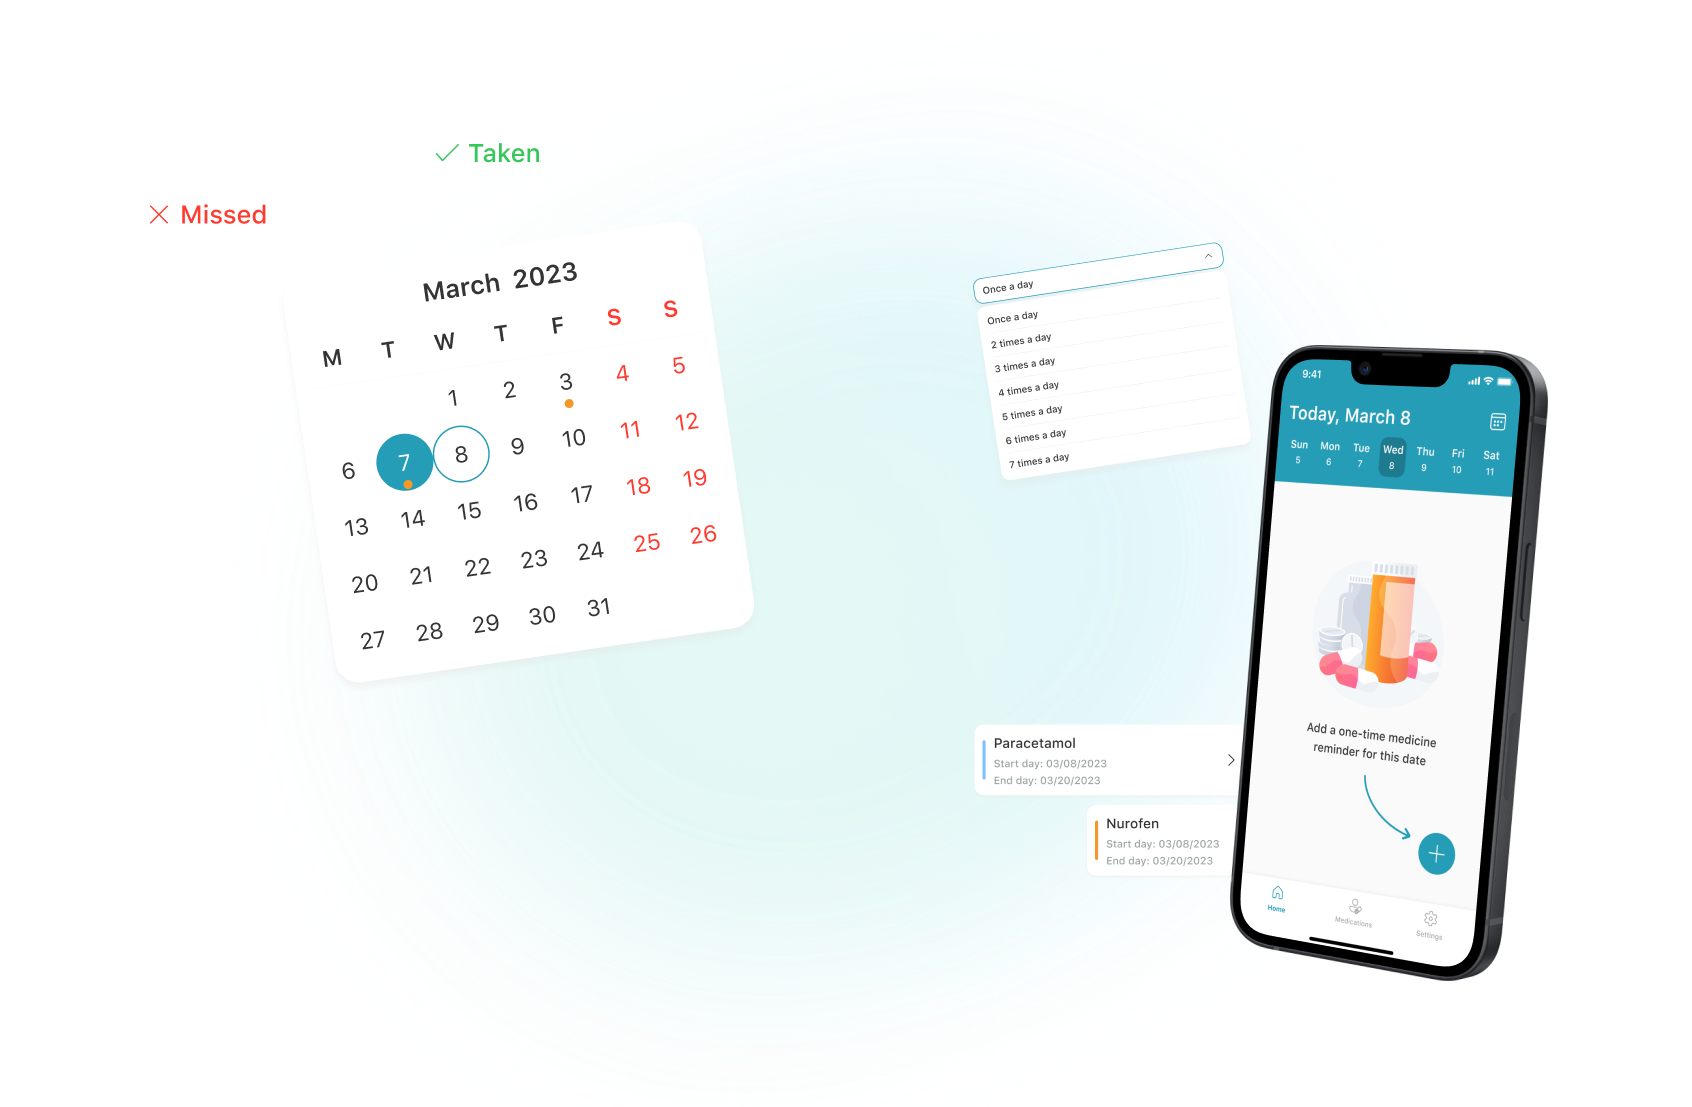 Taken
Missed
March 2023
M T W T F S S
1 2 3 4 5
6 7 8 9 10 11 12
13 14 15 16 17 18 19
20 21 22 23 24 25 26
27 28 29 30 31
Once a day
Once a day
2 times a day
3 times a day
4 times a day
5 times a day
6 times a day
7 times a day
Paracetamol
Start day: 03/08/2023
End day: 03/20/2023
Nurofen
Start day: 03/08/2023
End day: 03/20/2023
9:41
Today, March 8
Sun Mon Tue Wed Thu Fri Sat
5 6 7 8 9 10 11
Add a one-time medicine
reminder for this date
Home Medications Settings